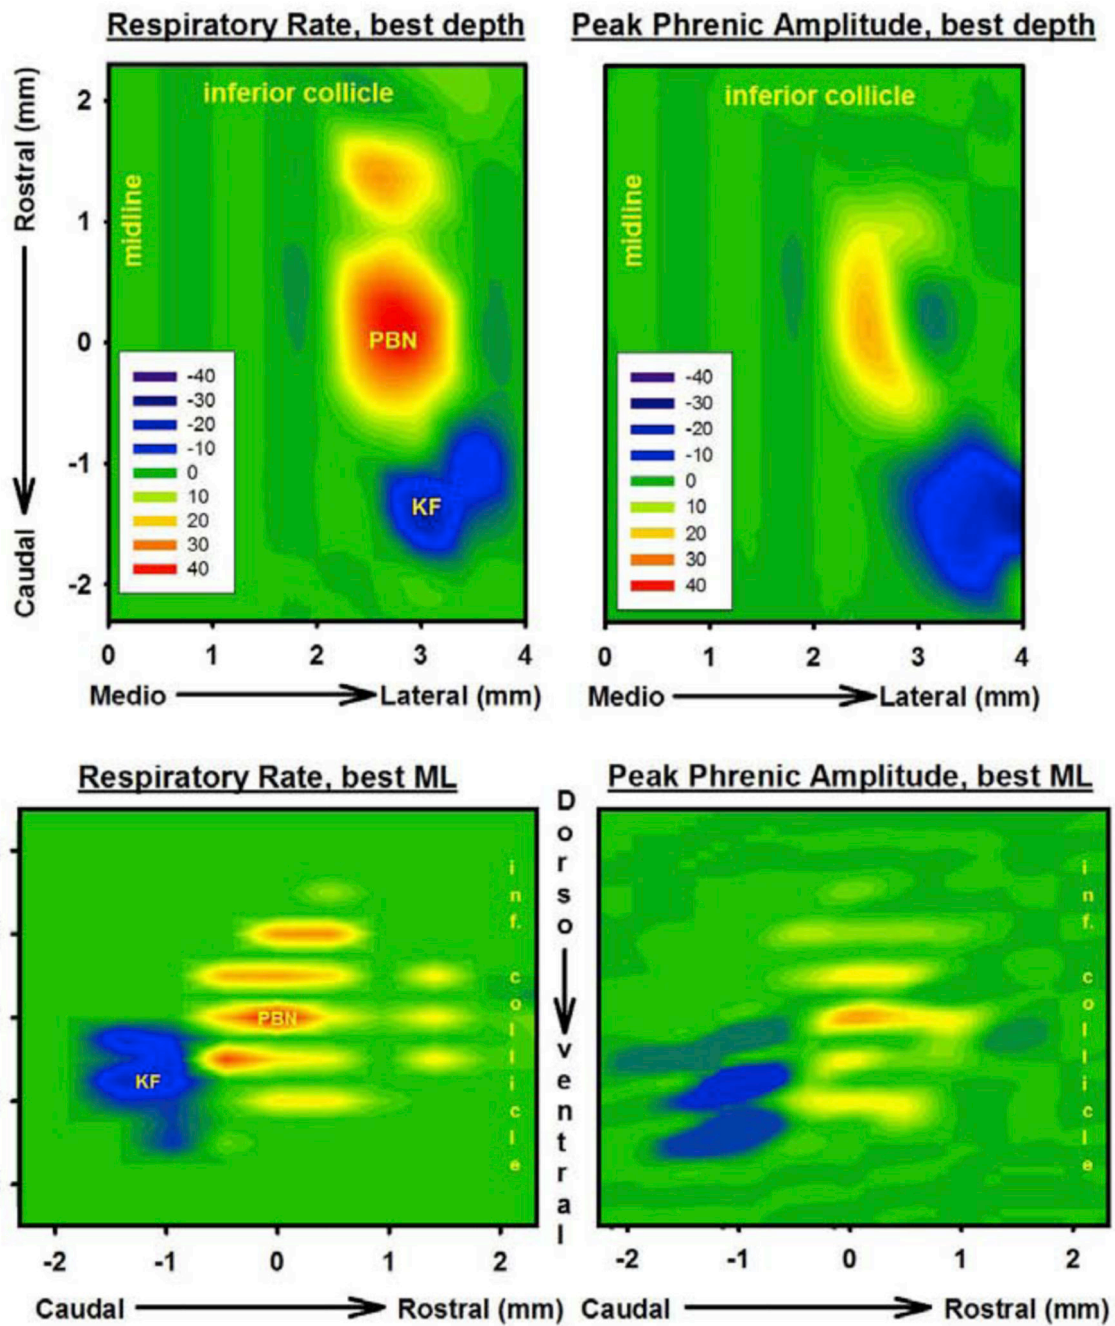 Respiratory Rate, best depth
Peak Phrenic Amplitude, best depth
Rostral (mm)
Caudal
2
1
0
-1
-2
inferior collicle
midline
PBN
KF
-40
-30
-20
-10
0
10
20
30
40
0 1 2 3 4
Medio Lateral (mm)
inferior collicle
midline
-40
-30
-20
-10
0
10
20
30
40
0 1 2 3 4
Medio Lateral (mm)
Respiratory Rate, best ML
Peak Phrenic Amplitude, best ML
PBN
KF
inf. collicle
-2 -1 0 1 2
Caudal Rostral (mm)
Dorso
ventral
inf. collicle
-2 -1 0 1 2
Caudal Rostral (mm)